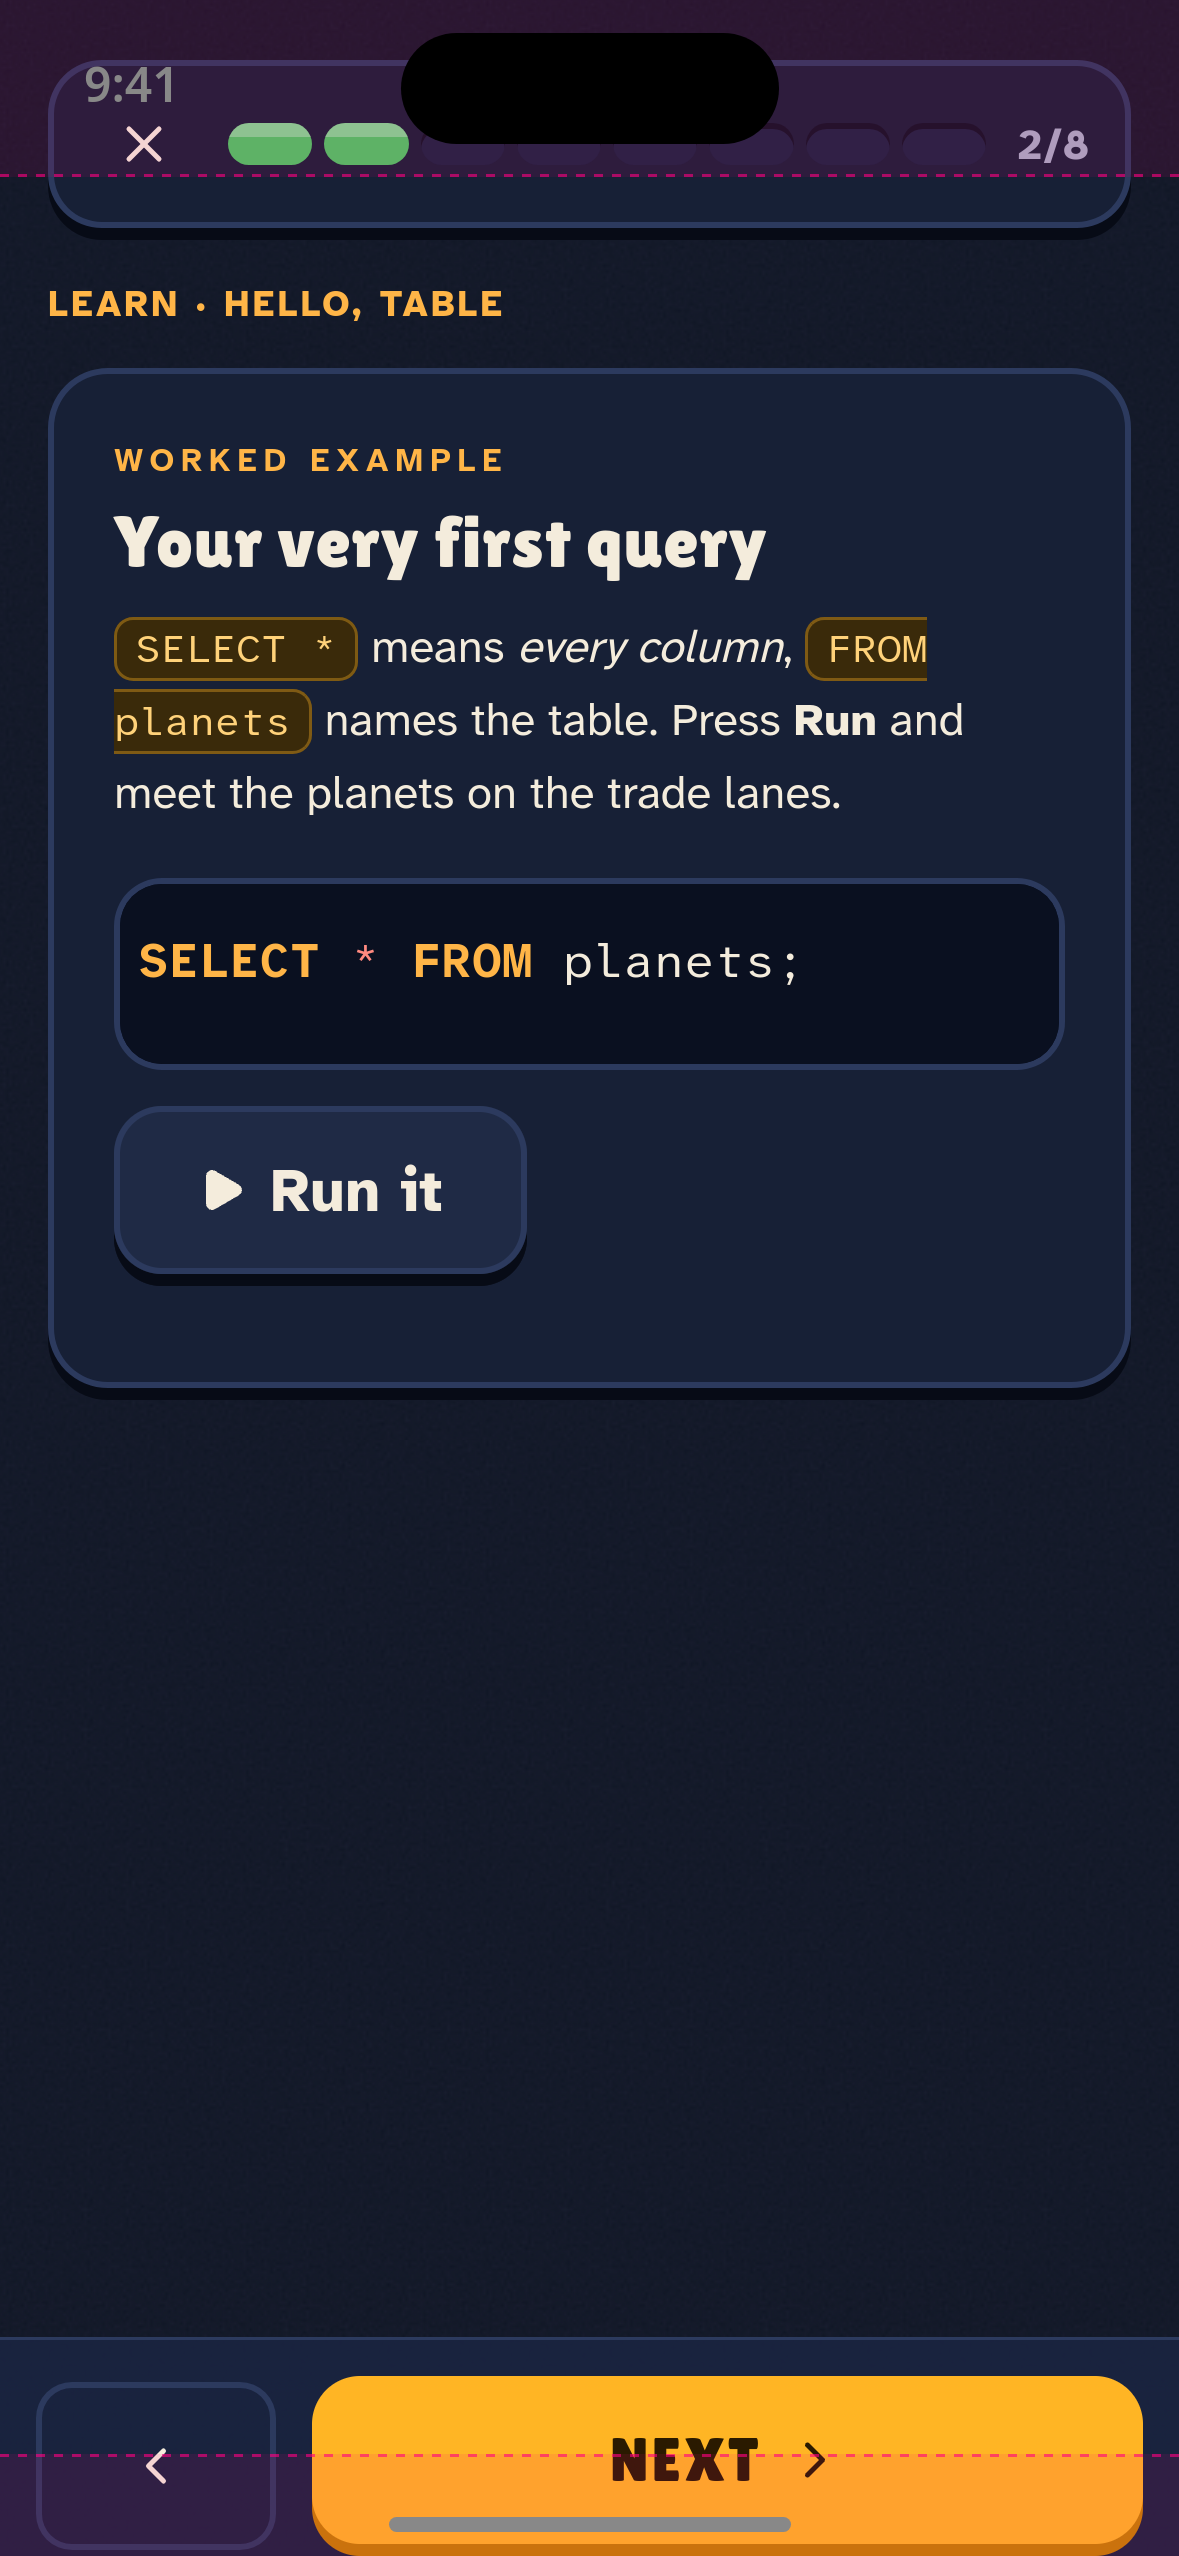 9:41
2/8
LEARN · HELLO, TABLE
WORKED EXAMPLE
Your very first query
SELECT * means every column, FROM
planets names the table. Press Run and
meet the planets on the trade lanes.
SELECT * FROM planets;
Run it
NEXT